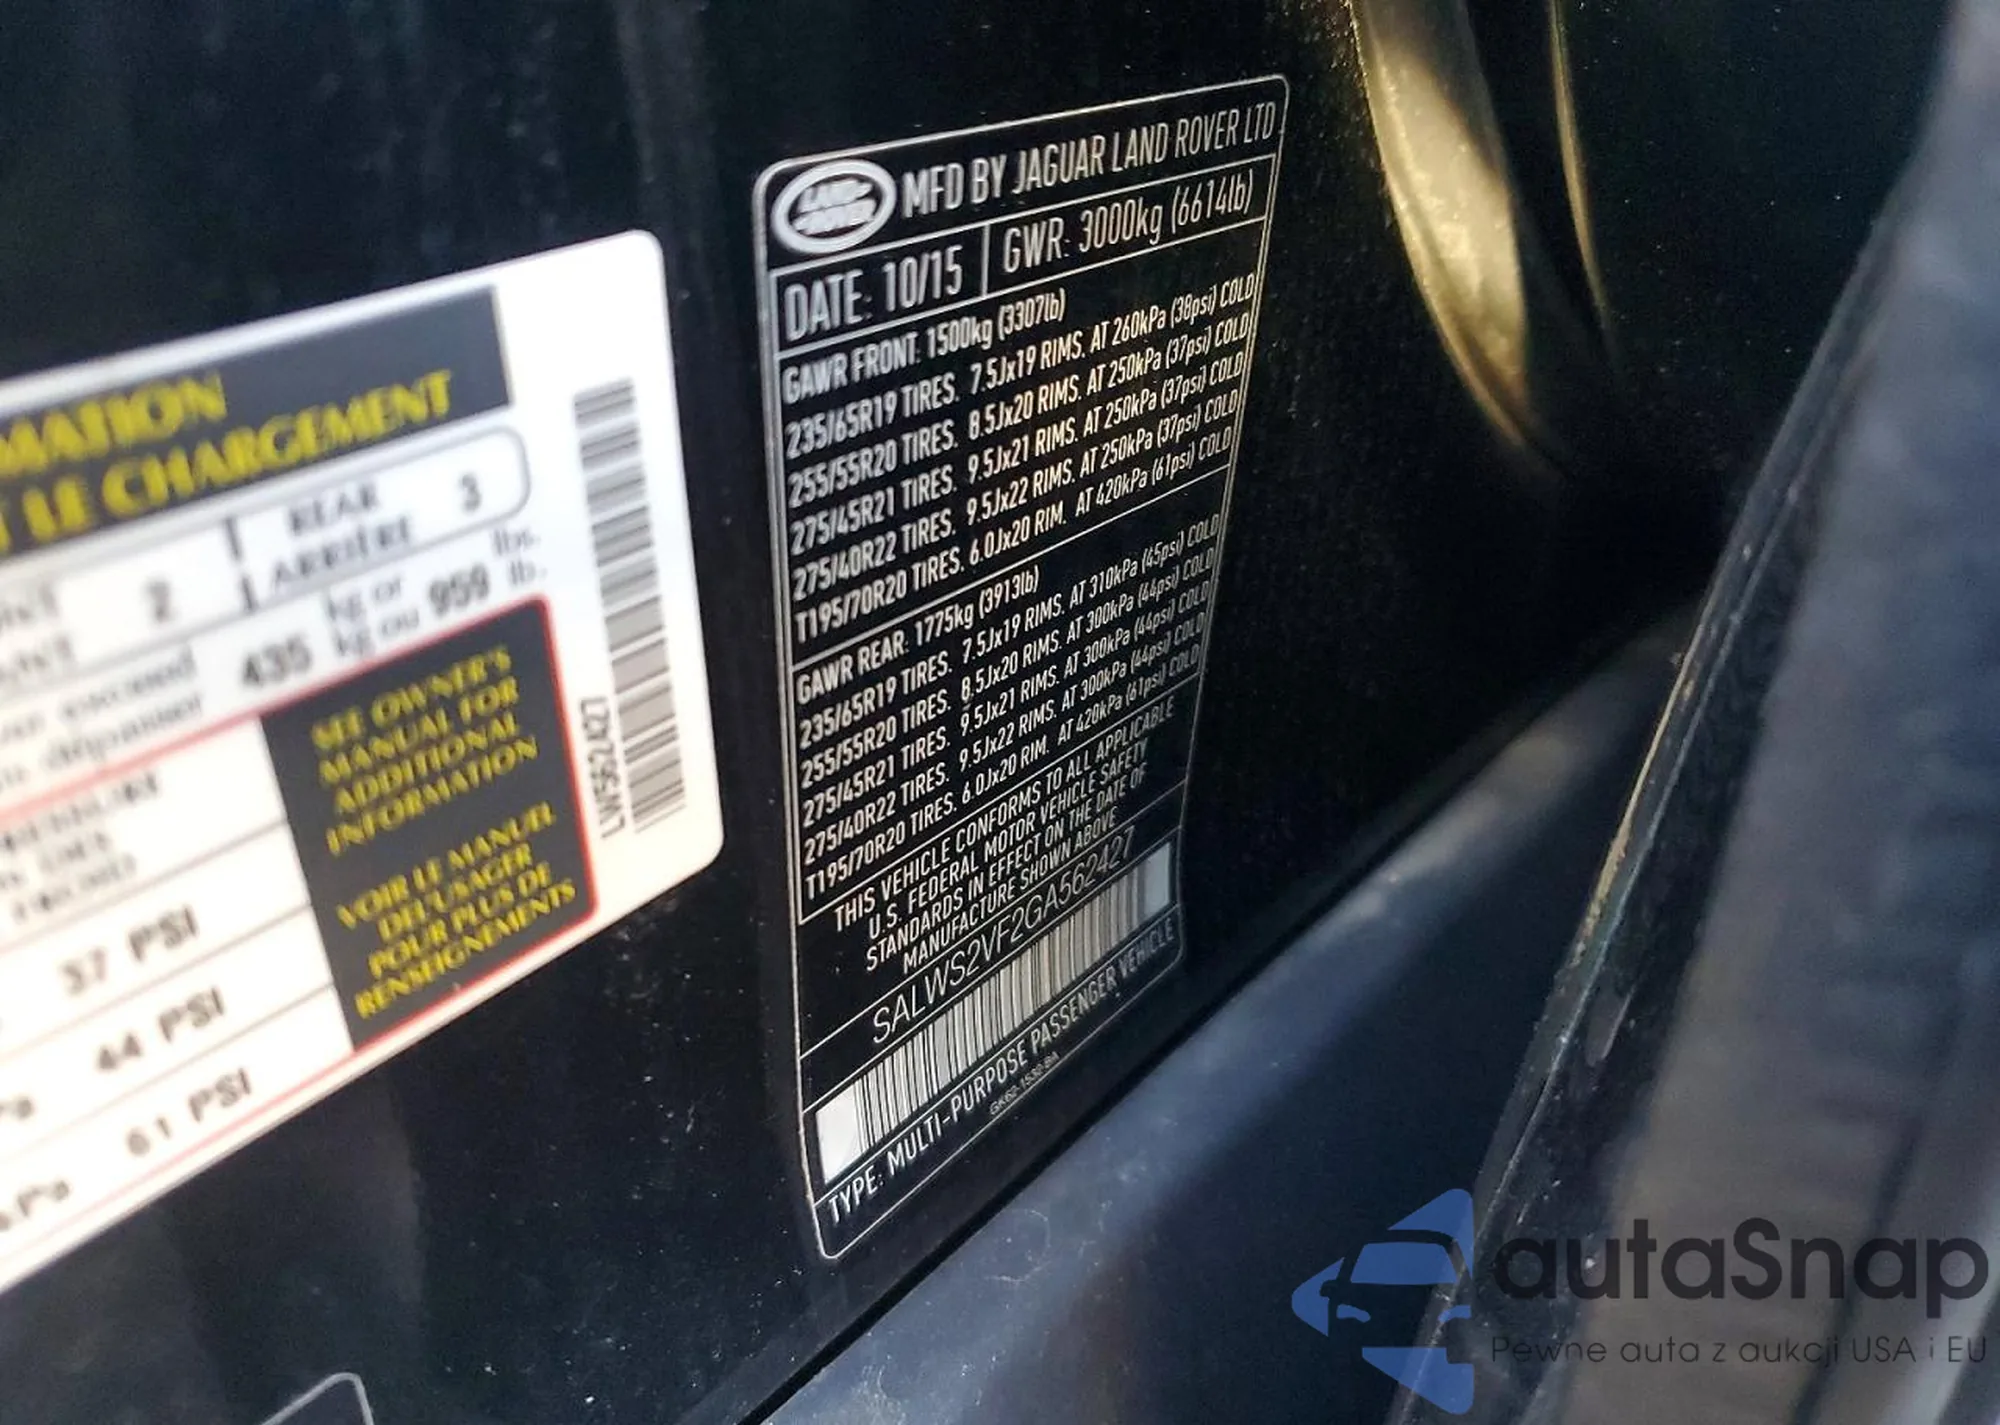 MATION
T LE CHARGEMENT
2
REAR
ARRIÈRE
3
435
kg or
kg ou
959
lbs.
lb.
SEE OWNER'S
MANUAL FOR
ADDITIONAL
INFORMATION
VOIR LE MANUEL
DE L'USAGER
POUR PLUS DE
RENSEIGNEMENTS
37 PSI
44 PSI
61 PSI
kPa
LW562427
LAND ROVER
MFD BY JAGUAR LAND ROVER LTD
DATE: 10/15
GWR: 3000kg (6614lb)
GAWR FRONT: 1500kg (3307lb)
235/65R19 TIRES. 7.5Jx19 RIMS. AT 260kPa (38psi) COLD
255/55R20 TIRES. 8.5Jx20 RIMS. AT 250kPa (37psi) COLD
275/45R21 TIRES. 9.5Jx21 RIMS. AT 250kPa (37psi) COLD
275/40R22 TIRES. 9.5Jx22 RIMS. AT 250kPa (37psi) COLD
T195/70R20 TIRES. 6.0Jx20 RIM. AT 420kPa (61psi) COLD
GAWR REAR: 1775kg (3913lb)
235/65R19 TIRES. 7.5Jx19 RIMS. AT 310kPa (45psi) COLD
255/55R20 TIRES. 8.5Jx20 RIMS. AT 300kPa (44psi) COLD
275/45R21 TIRES. 9.5Jx21 RIMS. AT 300kPa (44psi) COLD
275/40R22 TIRES. 9.5Jx22 RIMS. AT 300kPa (44psi) COLD
T195/70R20 TIRES. 6.0Jx20 RIM. AT 420kPa (61psi) COLD
THIS VEHICLE CONFORMS TO ALL APPLICABLE
U.S. FEDERAL MOTOR VEHICLE SAFETY
STANDARDS IN EFFECT ON THE DATE OF
MANUFACTURE SHOWN ABOVE
SALWS2VF2GA562427
TYPE: MULTI-PURPOSE PASSENGER VEHICLE
GK62-1532-BA
autaSnap
Pewne auta z aukcji USA i EU